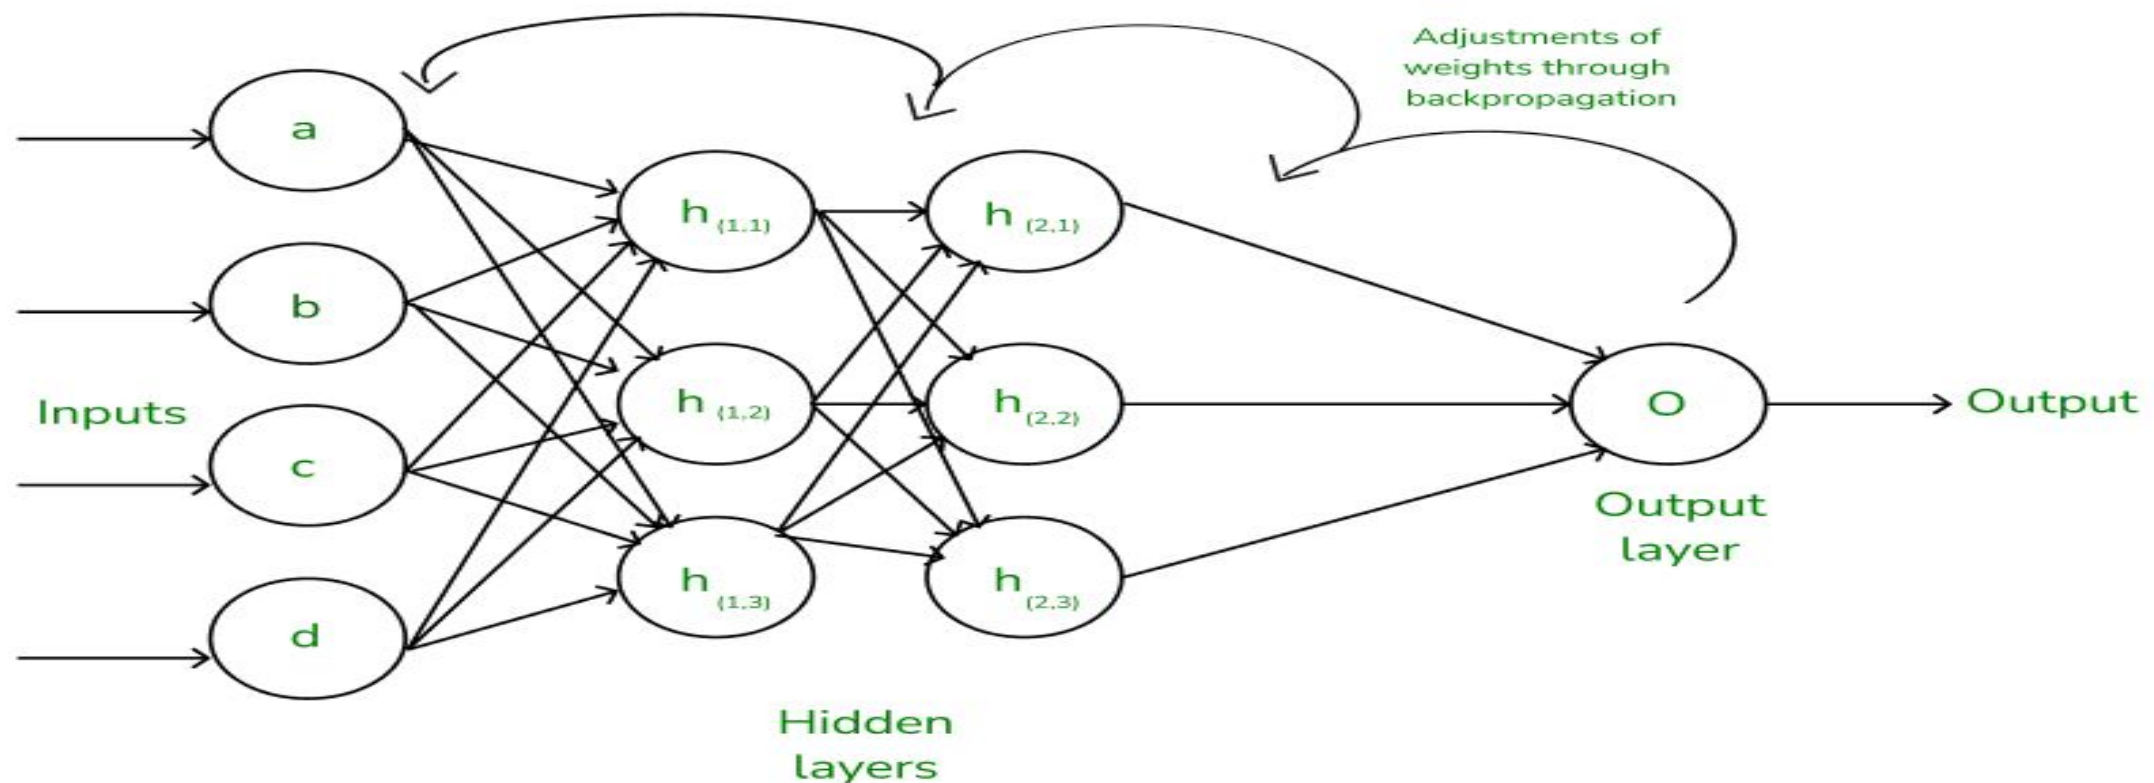 Adjustments of
weights through
backpropagation
a
h (1,1)
h (2,1)
b
Inputs
h (1,2)
h (2,2)
O
Output
c
Output
layer
h (1,3)
h (2,3)
d
Hidden
layers